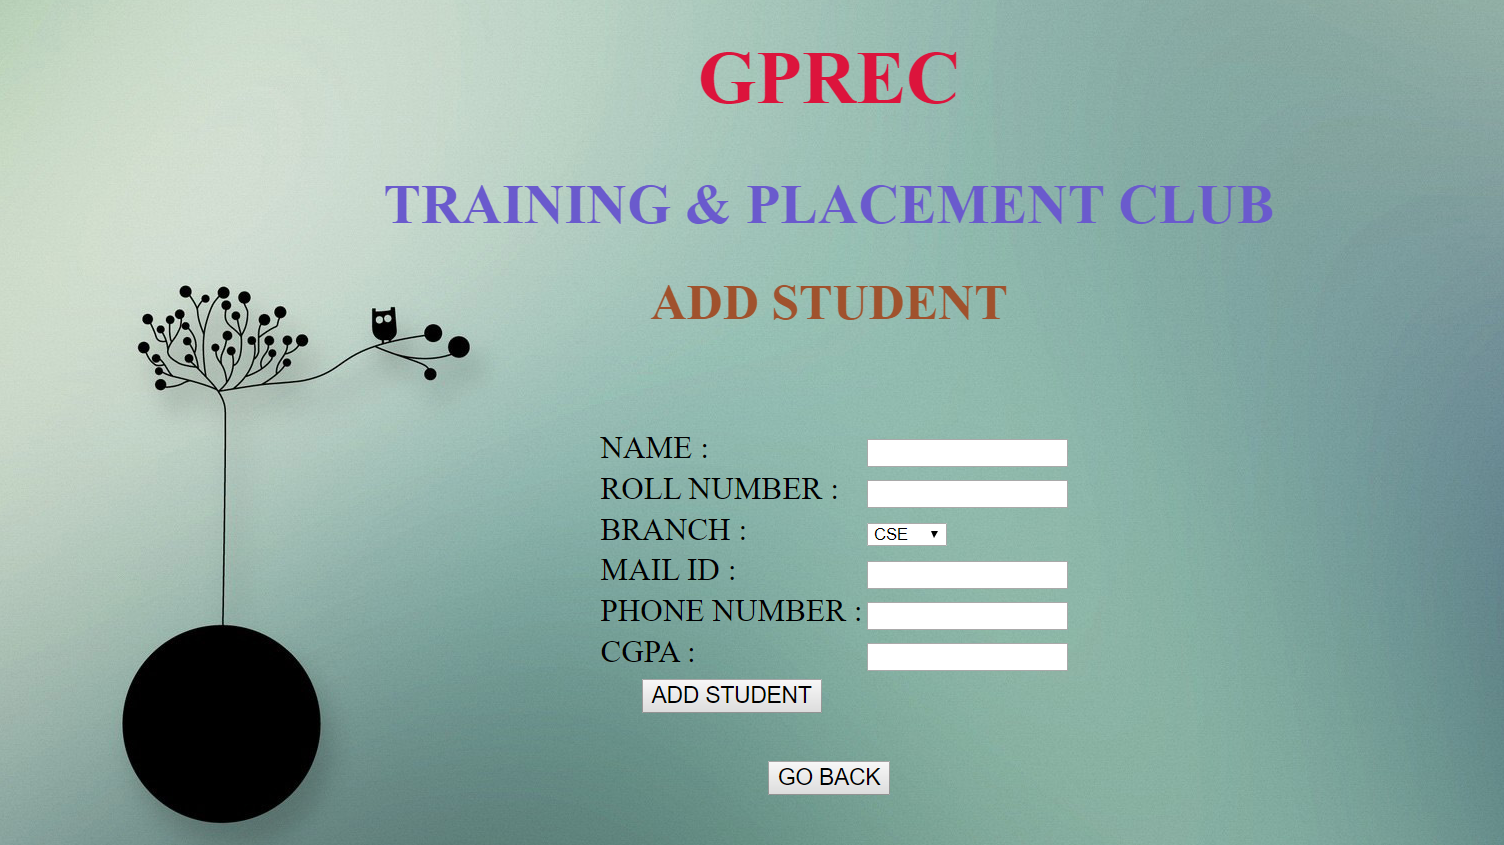 GPREC
TRAINING & PLACEMENT CLUB
ADD STUDENT
NAME :
ROLL NUMBER :
BRANCH : CSE
MAIL ID :
PHONE NUMBER :
CGPA :
ADD STUDENT
GO BACK